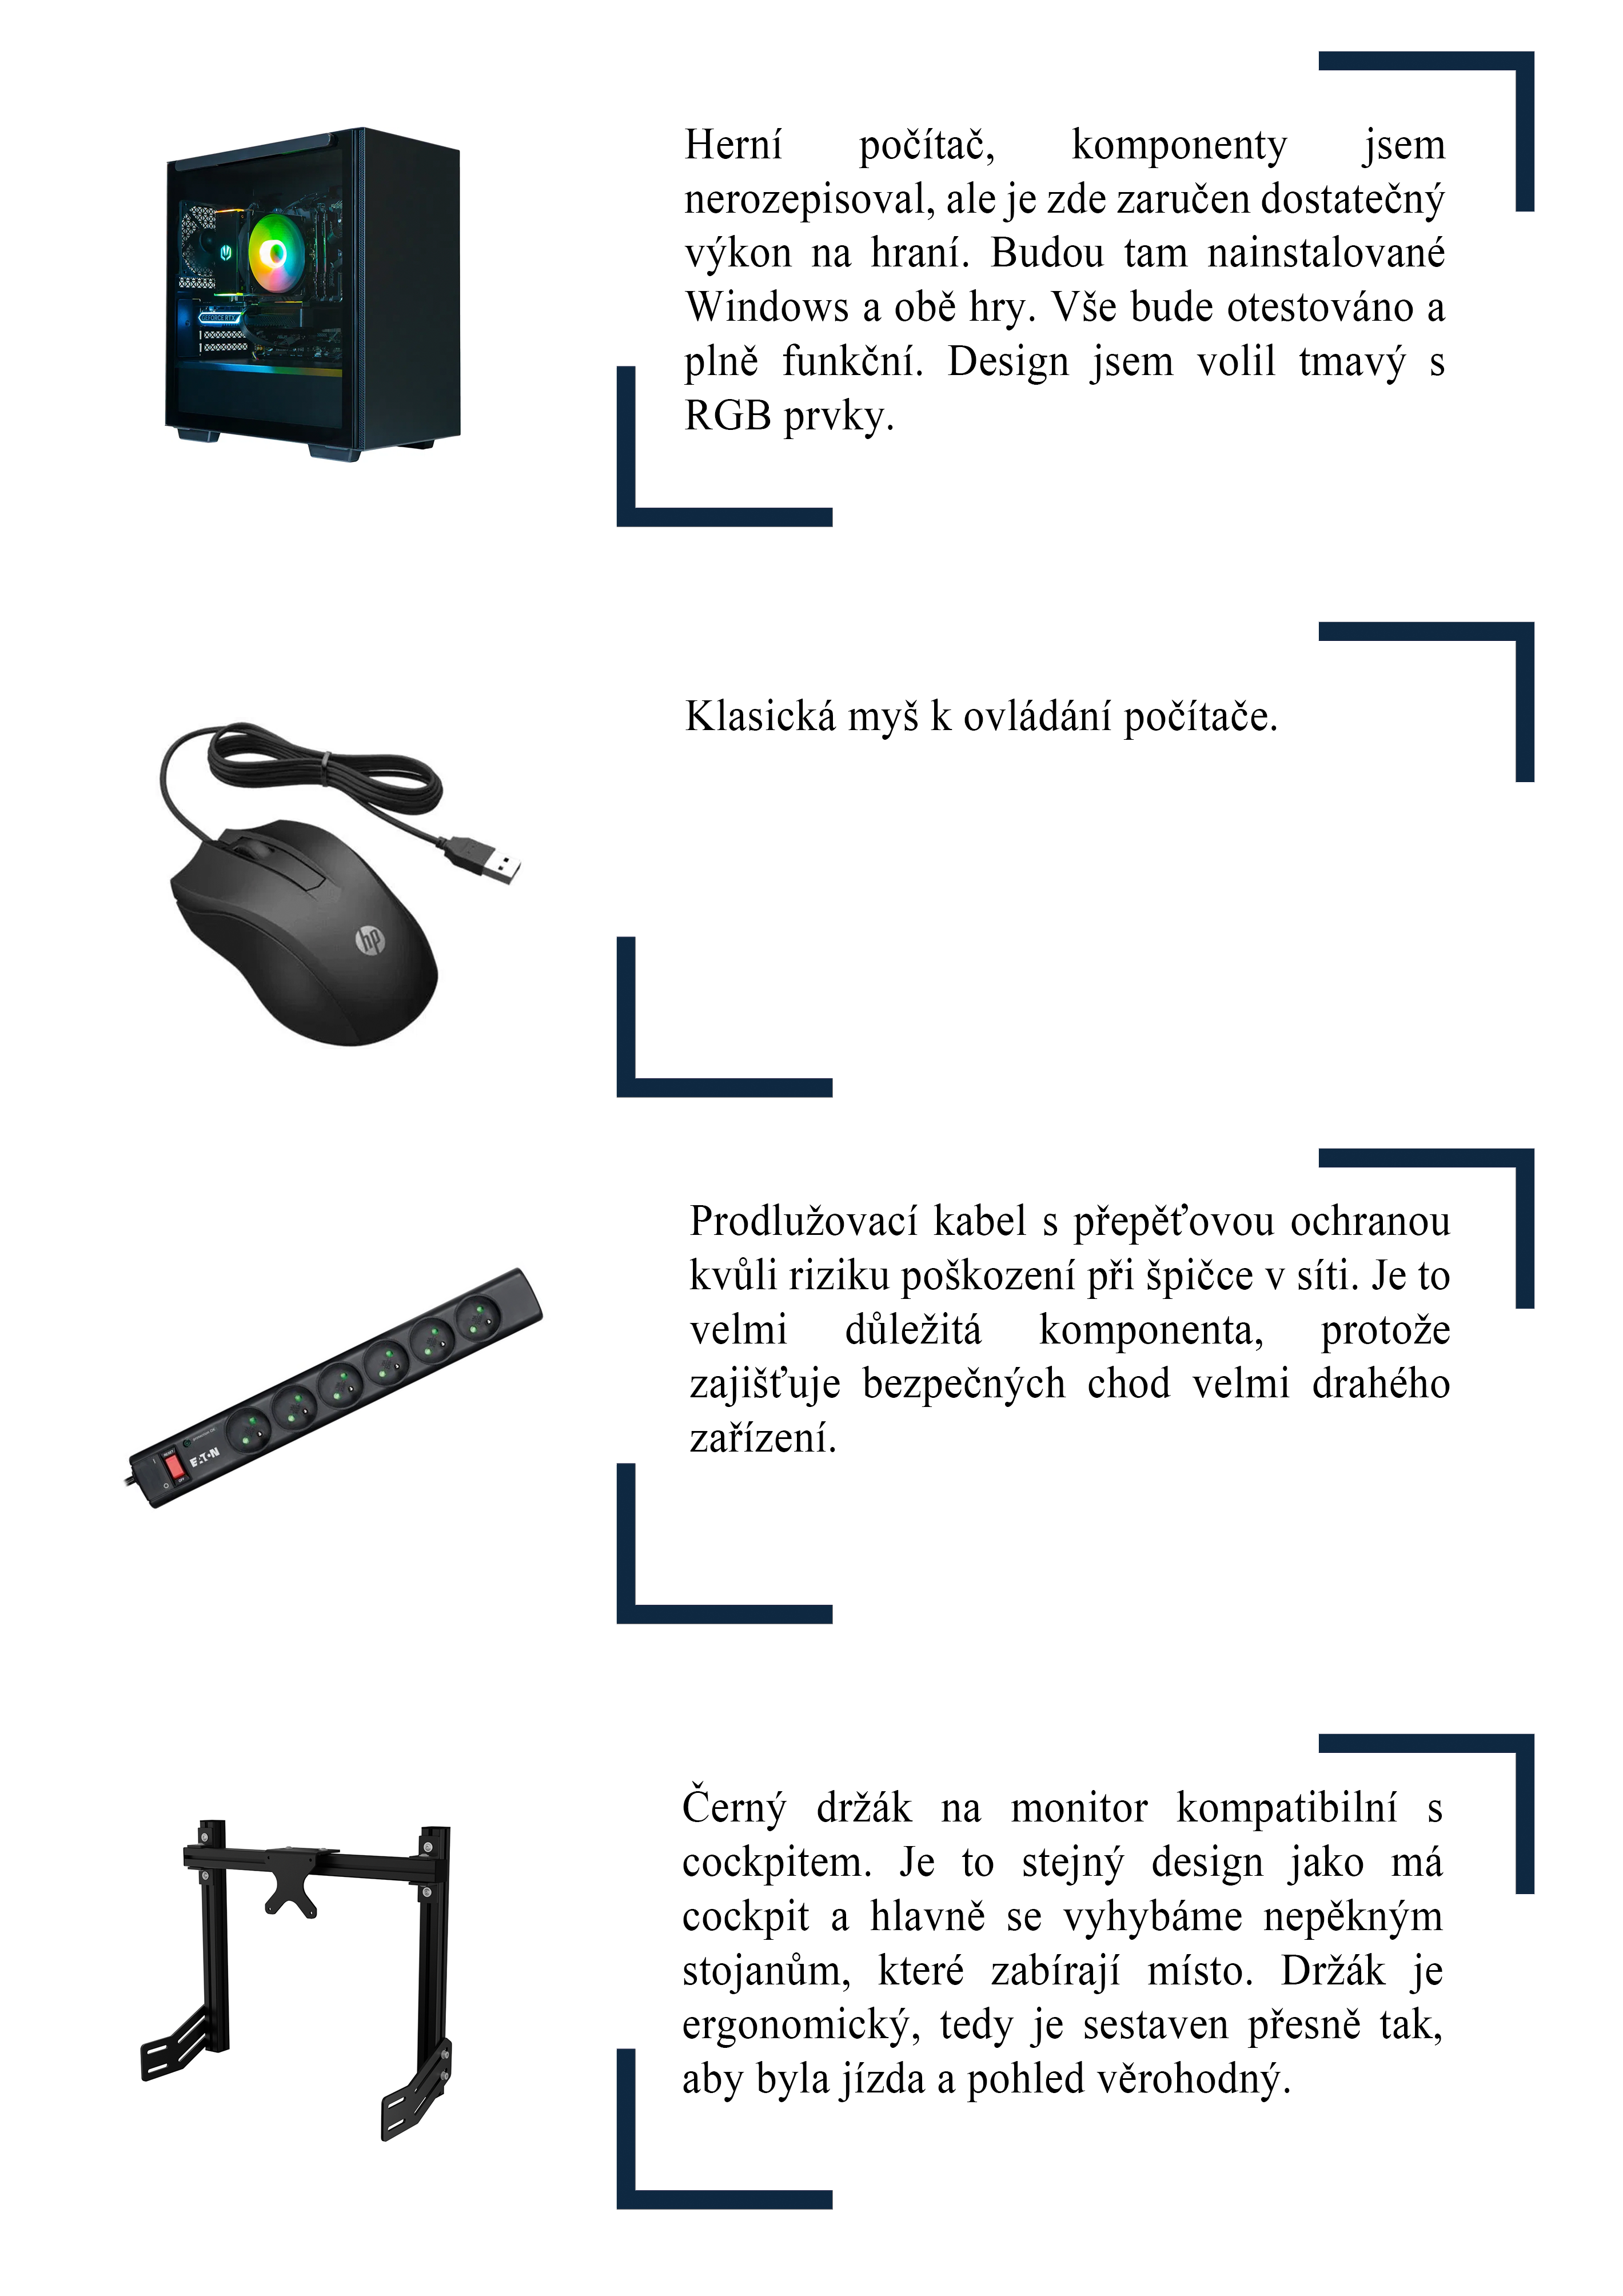 Herní počítač, komponenty jsem
nerozepisoval, ale je zde zaručen dostatečný
výkon na hraní. Budou tam nainstalované
Windows a obě hry. Vše bude otestováno a
plně funkční. Design jsem volil tmavý s
RGB prvky.
GEFORCE RTX
Klasická myš k ovládání počítače.
hp
Prodlužovací kabel s přepěťovou ochranou
kvůli riziku poškození při špičce v síti. Je to
velmi důležitá komponenta, protože
zajišťuje bezpečných chod velmi drahého
zařízení.
EATON
Černý držák na monitor kompatibilní s
cockpitem. Je to stejný design jako má
cockpit a hlavně se vyhybáme nepěkným
stojanům, které zabírají místo. Držák je
ergonomický, tedy je sestaven přesně tak,
aby byla jízda a pohled věrohodný.